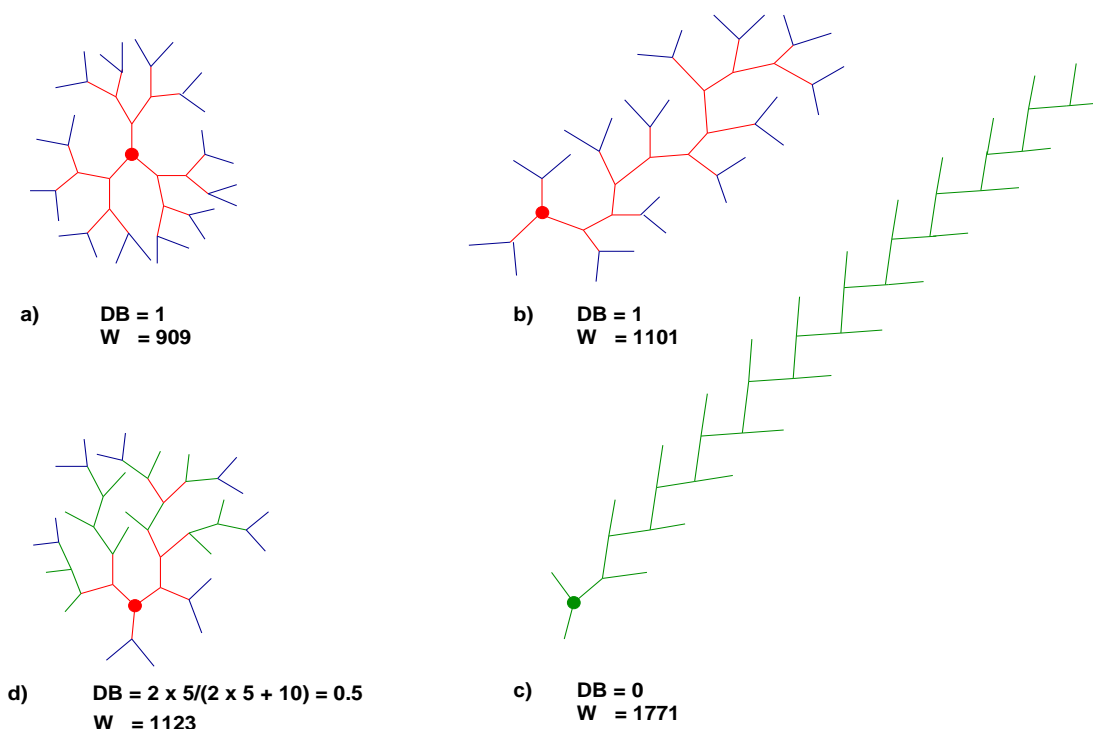 a) DB = 1
W = 909
b) DB = 1
W = 1101
d) DB = 2 x 5/(2 x 5 + 10) = 0.5
W = 1123
c) DB = 0
W = 1771